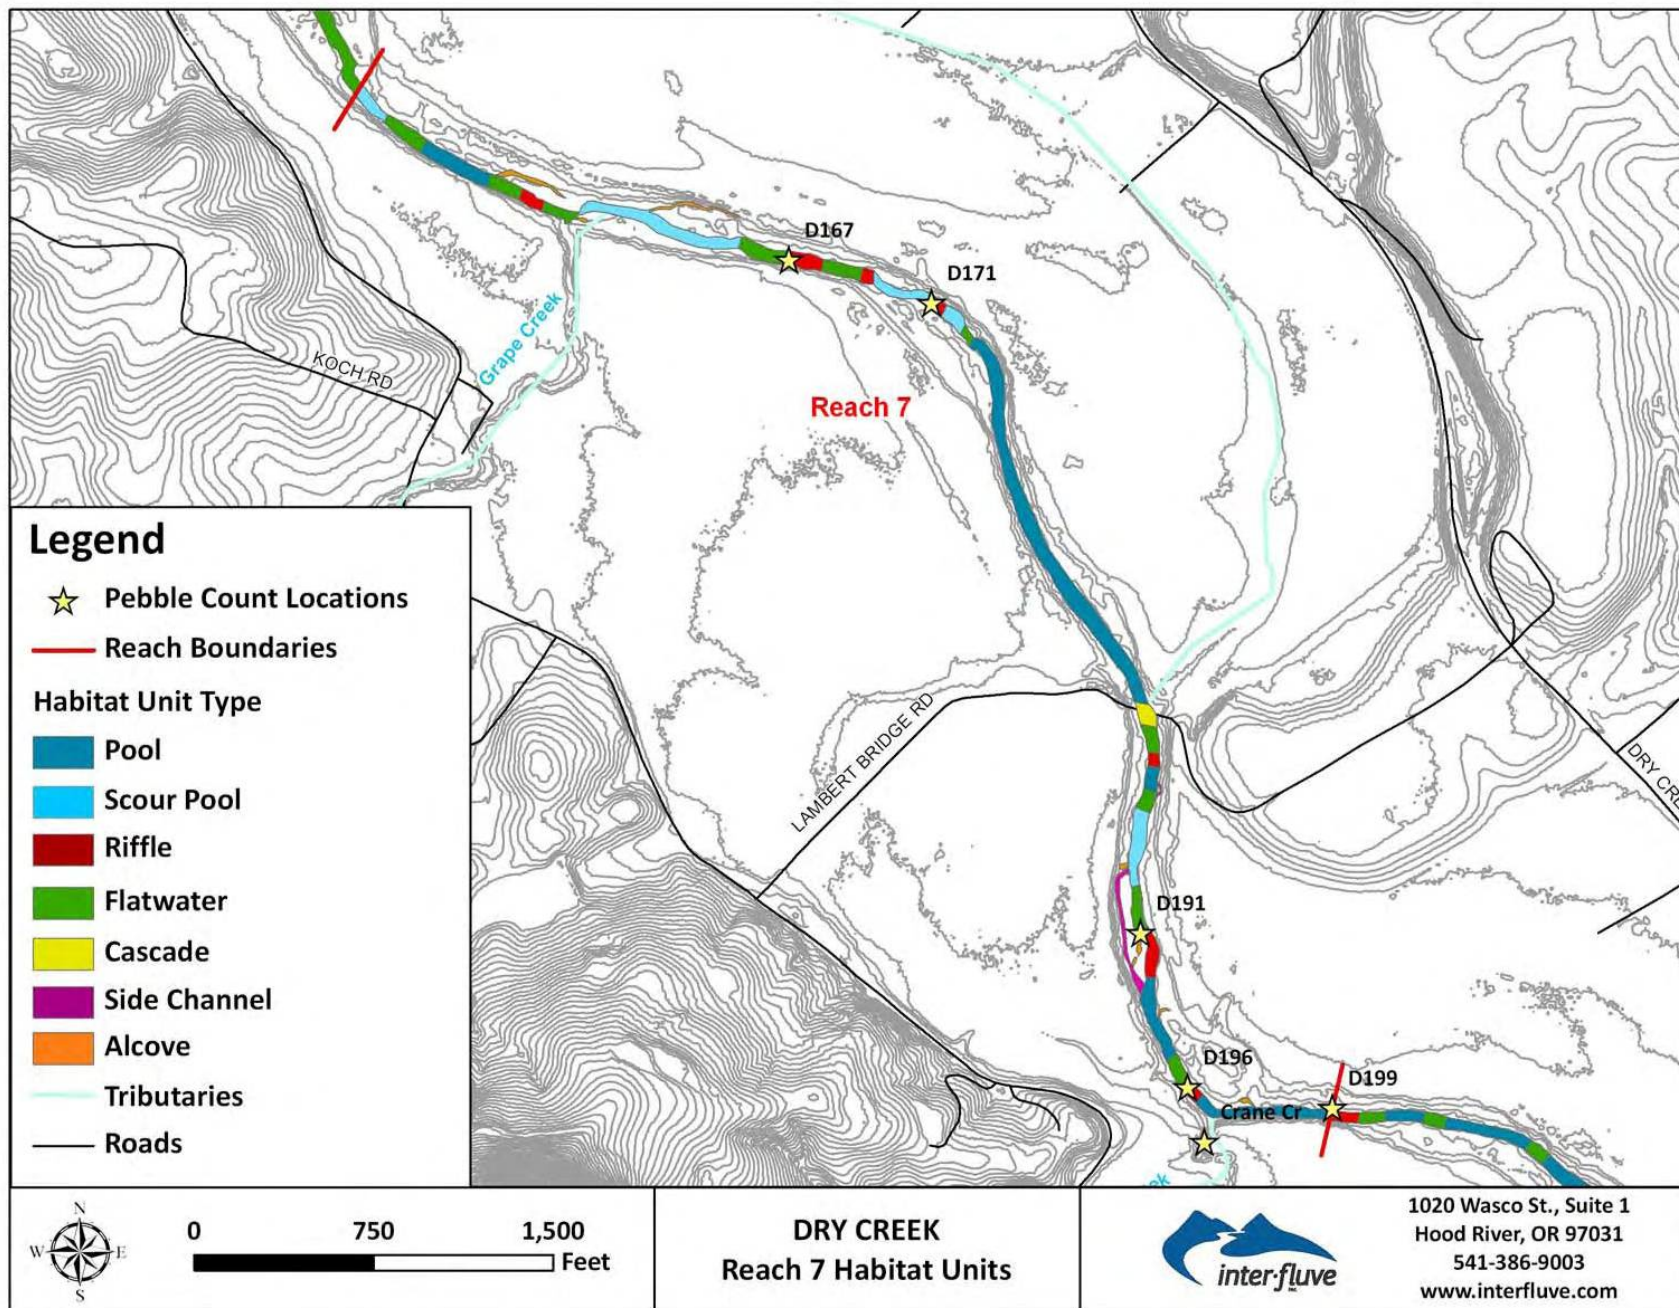 D167
D171
Grape Creek
KOCH RD
Reach 7
LAMBERT BRIDGE RD
DRY CRE
D191
D196
D199
Crane Cr
ek
Legend
Pebble Count Locations
Reach Boundaries
Habitat Unit Type
Pool
Scour Pool
Riffle
Flatwater
Cascade
Side Channel
Alcove
Tributaries
Roads
N
W E
S
0 750 1,500
Feet
DRY CREEK
Reach 7 Habitat Units
inter-fluve
1020 Wasco St., Suite 1
Hood River, OR 97031
541-386-9003
www.interfluve.com